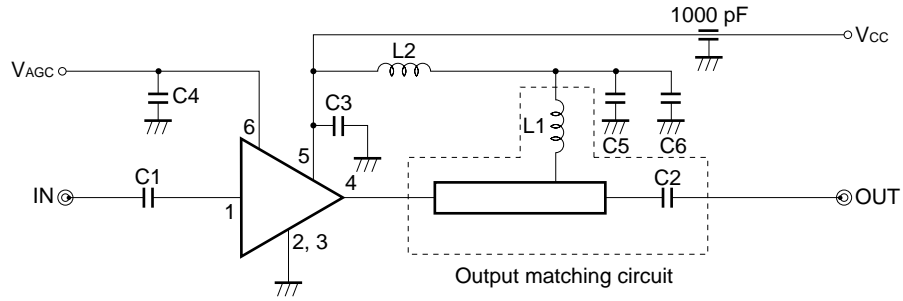 1000 pF
VCC
L2
VAGC
C4
C3
L1
6
5
C5
C6
C1
4
C2
IN
1
OUT
2, 3
Output matching circuit